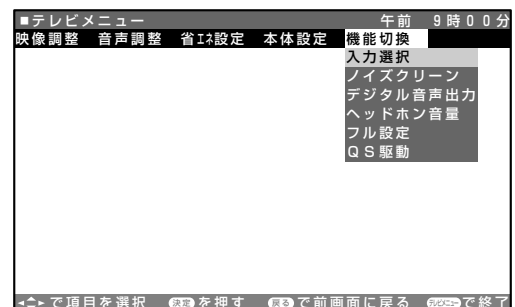 ■テレビメニュー 午前 9時00分
映像調整 音声調整 省エネ設定 本体設定 機能切換
入力選択
ノイズクリーン
デジタル音声出力
ヘッドホン音量
フル設定
QS駆動
で項目を選択 決定を押す 戻るで前画面に戻る テレビメニューで終了